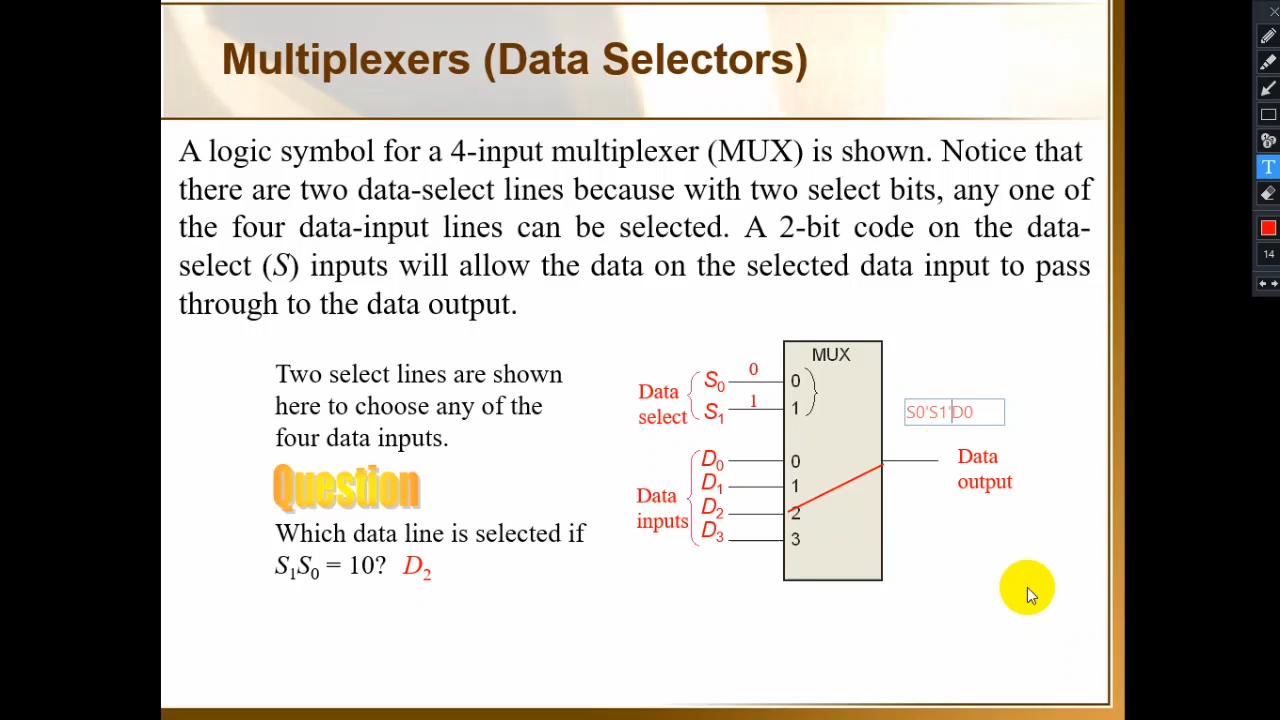 Multiplexers (Data Selectors)
A logic symbol for a 4-input multiplexer (MUX) is shown. Notice that
there are two data-select lines because with two select bits, any one of
the four data-input lines can be selected. A 2-bit code on the data-
select (S) inputs will allow the data on the selected data input to pass
through to the data output.
Two select lines are shown
here to choose any of the
four data inputs.
Question
Which data line is selected if
S1S0 = 10? D2
MUX
Data
select
S0 0 0
S1 1 1
Data
inputs
D0 0
D1 1
D2 2
D3 3
S0'S1'D0
Data
output
T
14